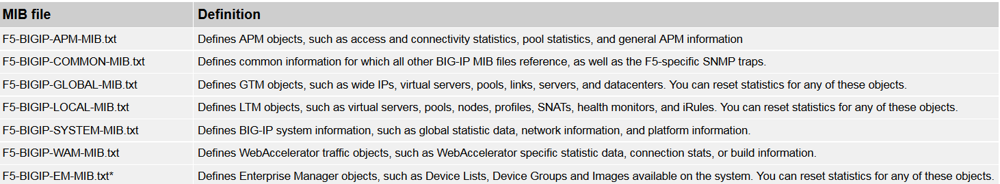 MIB file Definition
F5-BIGIP-APM-MIB.txt Defines APM objects, such as access and connectivity statistics, pool statistics, and general APM information
F5-BIGIP-COMMON-MIB.txt Defines common information for which all other BIG-IP MIB files reference, as well as the F5-specific SNMP traps.
F5-BIGIP-GLOBAL-MIB.txt Defines GTM objects, such as wide IPs, virtual servers, pools, links, servers, and datacenters. You can reset statistics for any of these objects.
F5-BIGIP-LOCAL-MIB.txt Defines LTM objects, such as virtual servers, pools, nodes, profiles, SNATs, health monitors, and iRules. You can reset statistics for any of these objects.
F5-BIGIP-SYSTEM-MIB.txt Defines BIG-IP system information, such as global statistic data, network information, and platform information.
F5-BIGIP-WAM-MIB.txt Defines WebAccelerator traffic objects, such as WebAccelerator specific statistic data, connection stats, or build information.
F5-BIGIP-EM-MIB.txt* Defines Enterprise Manager objects, such as Device Lists, Device Groups and Images available on the system. You can reset statistics for any of these objects.